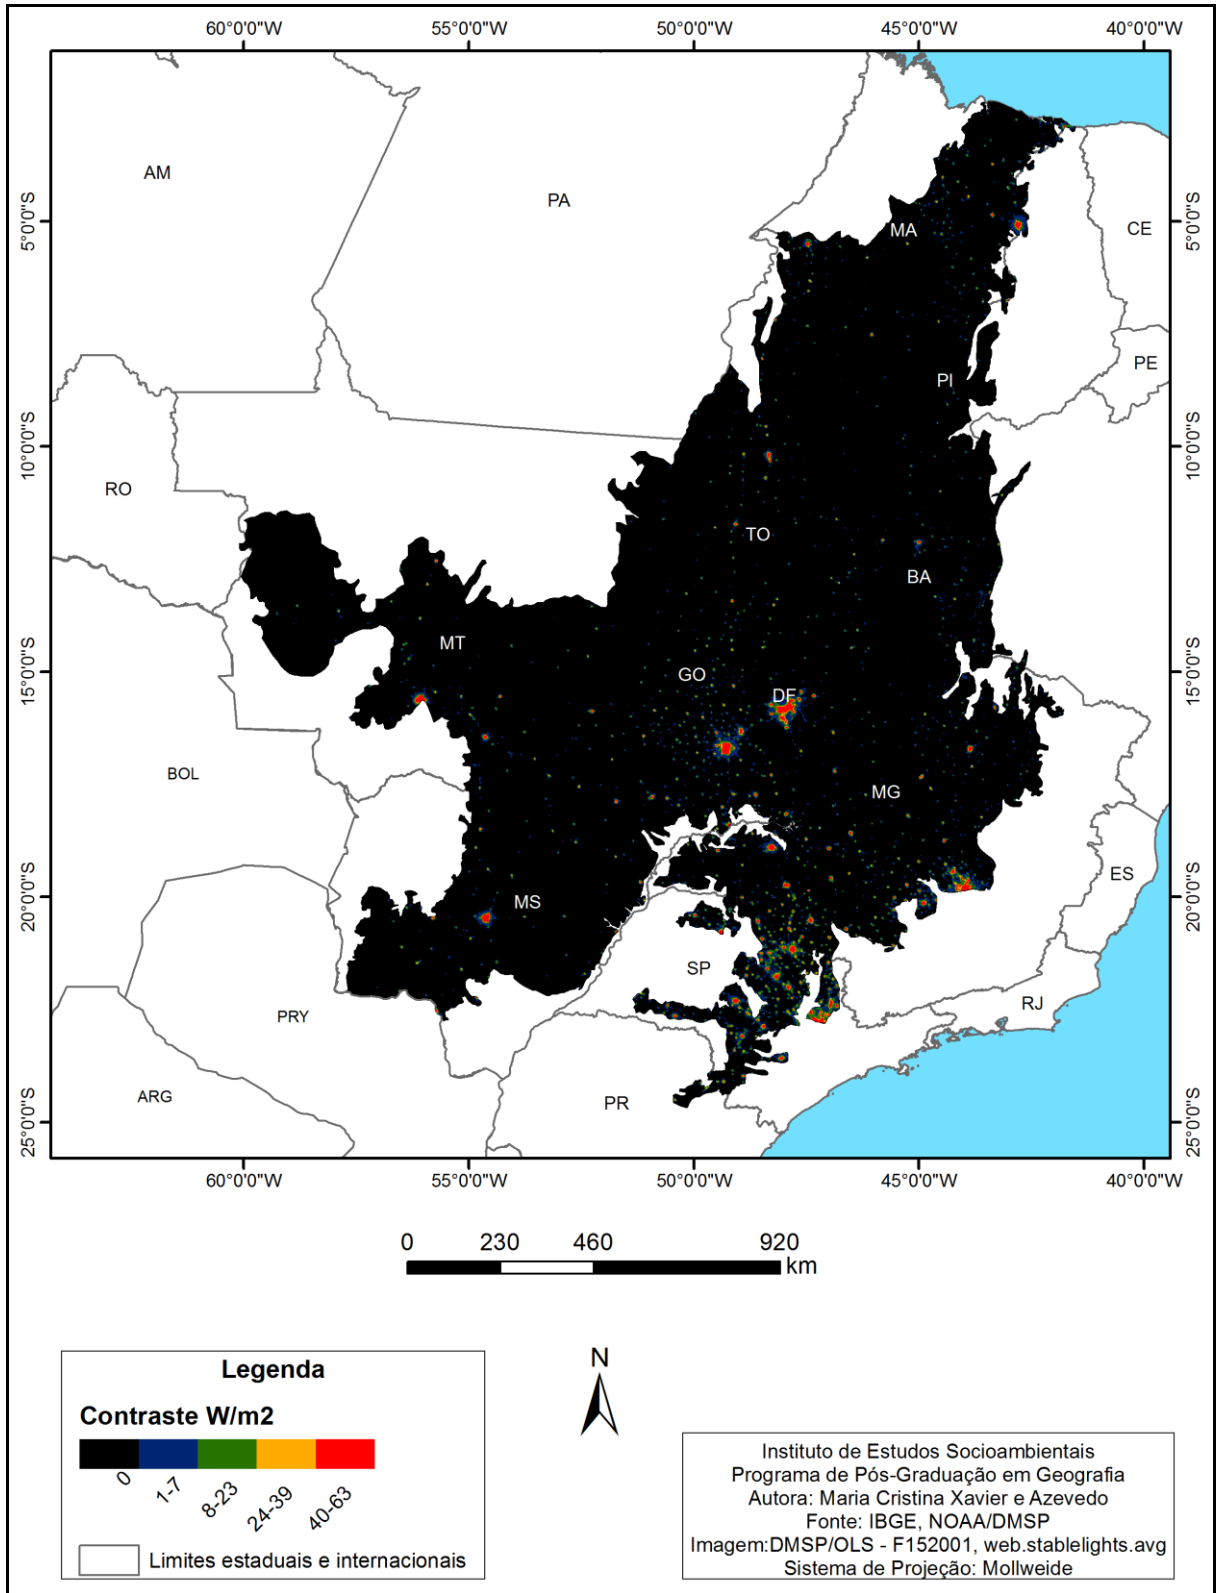 60°0'0"W 55°0'0"W 50°0'0"W 45°0'0"W 40°0'0"W
5°0'0"S
10°0'0"S
15°0'0"S
20°0'0"S
25°0'0"S
AM
PA
MA
CE
PI
PE
RO
TO
BA
MT
GO
DF
BOL
MG
ES
MS
SP
RJ
PRY
ARG
PR
5°0'0"S
10°0'0"S
15°0'0"S
20°0'0"S
25°0'0"S
60°0'0"W 55°0'0"W 50°0'0"W 45°0'0"W 40°0'0"W
0 230 460 920
km
N
Legenda
Contraste W/m2
0 1-7 8-23 24-39 40-63
Limites estaduais e internacionais
Instituto de Estudos Socioambientais
Programa de Pós-Graduação em Geografia
Autora: Maria Cristina Xavier e Azevedo
Fonte: IBGE, NOAA/DMSP
Imagem:DMSP/OLS - F152001, web.stablelights.avg
Sistema de Projeção: Mollweide